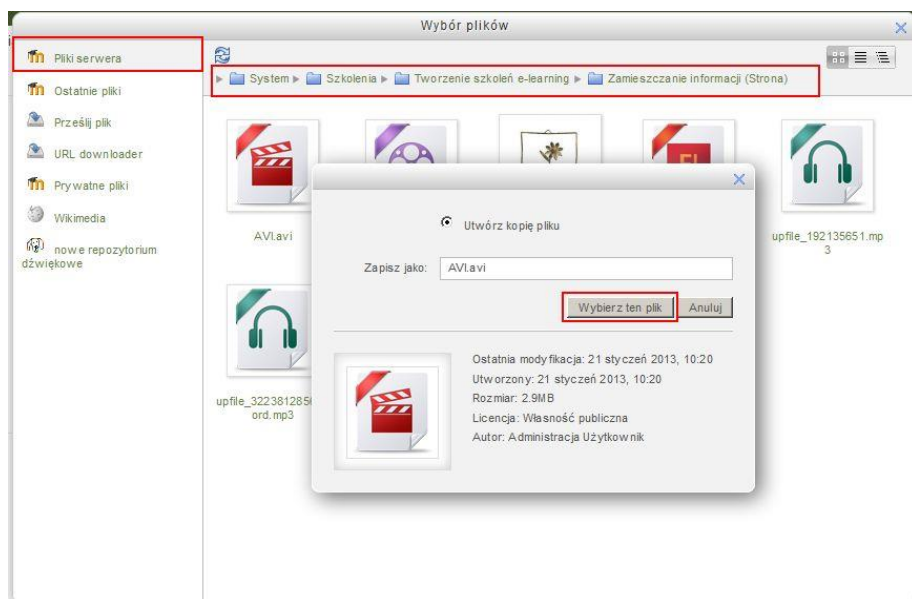 Wybór plików
Pliki serwera
Ostatnie pliki
Prześlij plik
URL downloader
Prywatne pliki
Wikimedia
nowe repozytorium
dźwiękowe
System Szkolenia Tworzenie szkoleń e-learning Zamieszczanie informacji (Strona)
AVI.avi
upfile_192135651.mp
3
ord.mp3
Utwórz kopię pliku
Zapisz jako: AVI.avi
Wybierz ten plik Anuluj
Ostatnia modyfikacja: 21 styczeń 2013, 10:20
Utworzony: 21 styczeń 2013, 10:20
Rozmiar: 2.9MB
Licencja: Własność publiczna
Autor: Administracja Użytkownik